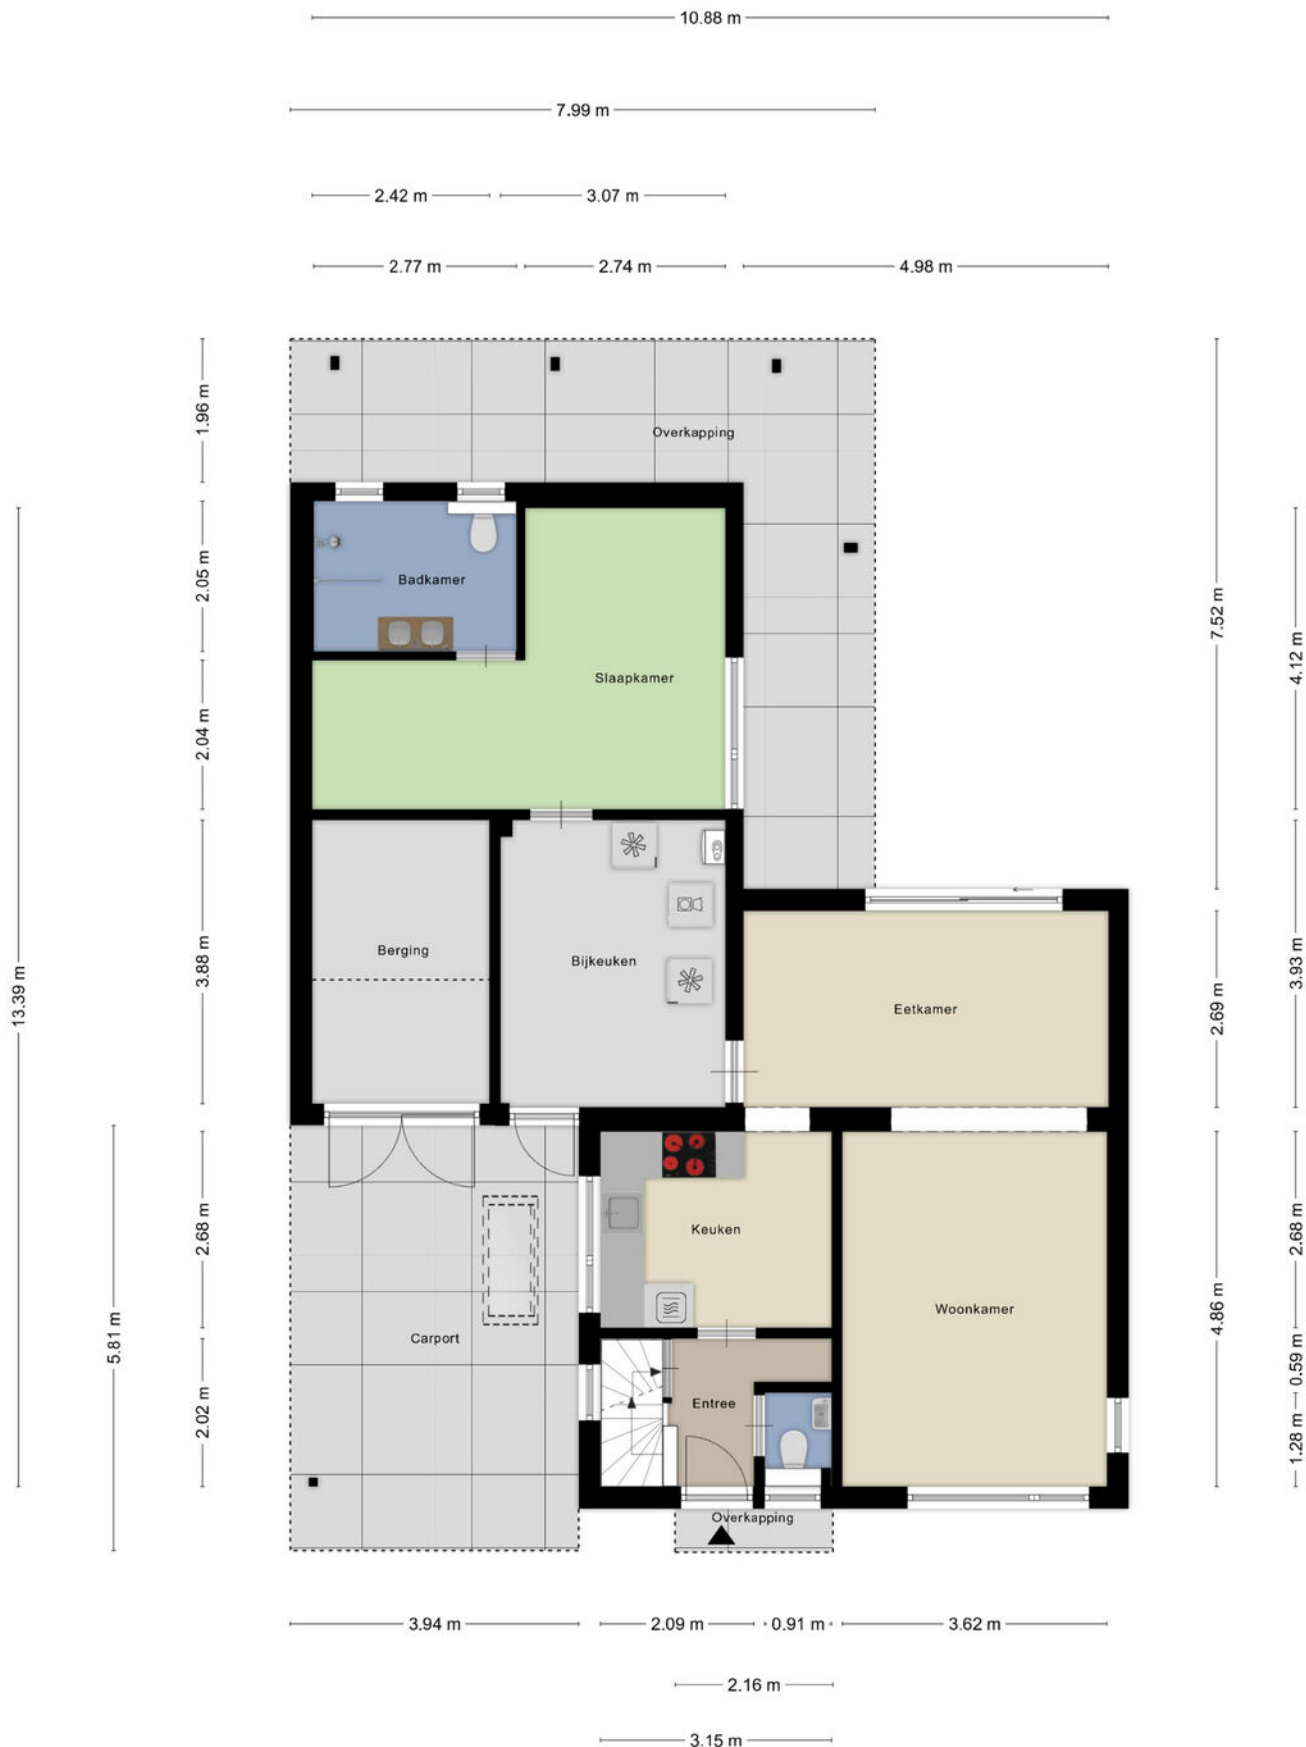 10.88 m
7.99 m
2.42 m 3.07 m
2.77 m 2.74 m 4.98 m
1.96 m
Overkapping
2.05 m
Badkamer
7.52 m
4.12 m
Slaapkamer
2.04 m
13.39 m
3.88 m
Berging
Bijkeuken
Eetkamer
2.69 m
3.93 m
2.68 m
Keuken
2.68 m
Woonkamer
4.86 m
5.81 m
Carport
0.59 m
2.02 m
Entree
1.28 m
Overkapping
3.94 m 2.09 m 0.91 m 3.62 m
2.16 m
3.15 m